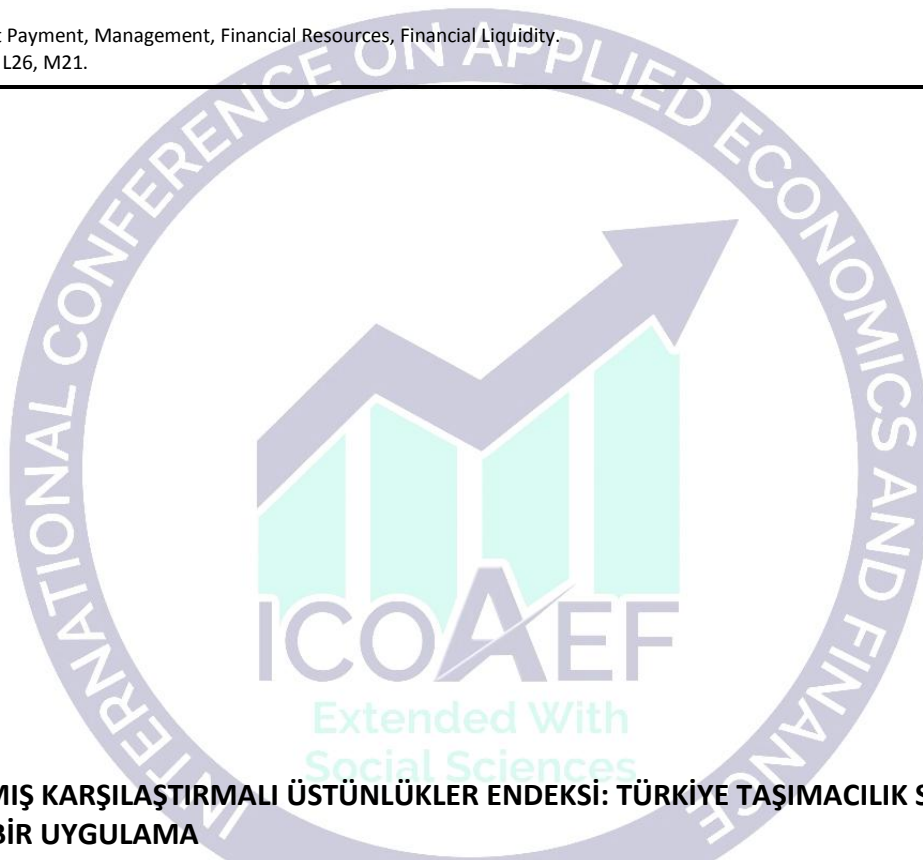 t Payment, Management, Financial Resources, Financial Liquidity.
L26, M21.
INTERNATIONAL CONFERENCE ON APPLIED ECONOMICS AND FINANCE
ICOAEF
Extended With
Social Sciences
MIŞ KARŞILAŞTIRMALI ÜSTÜNLÜKLER ENDEKSİ: TÜRKİYE TAŞIMACILIK S
BİR UYGULAMA